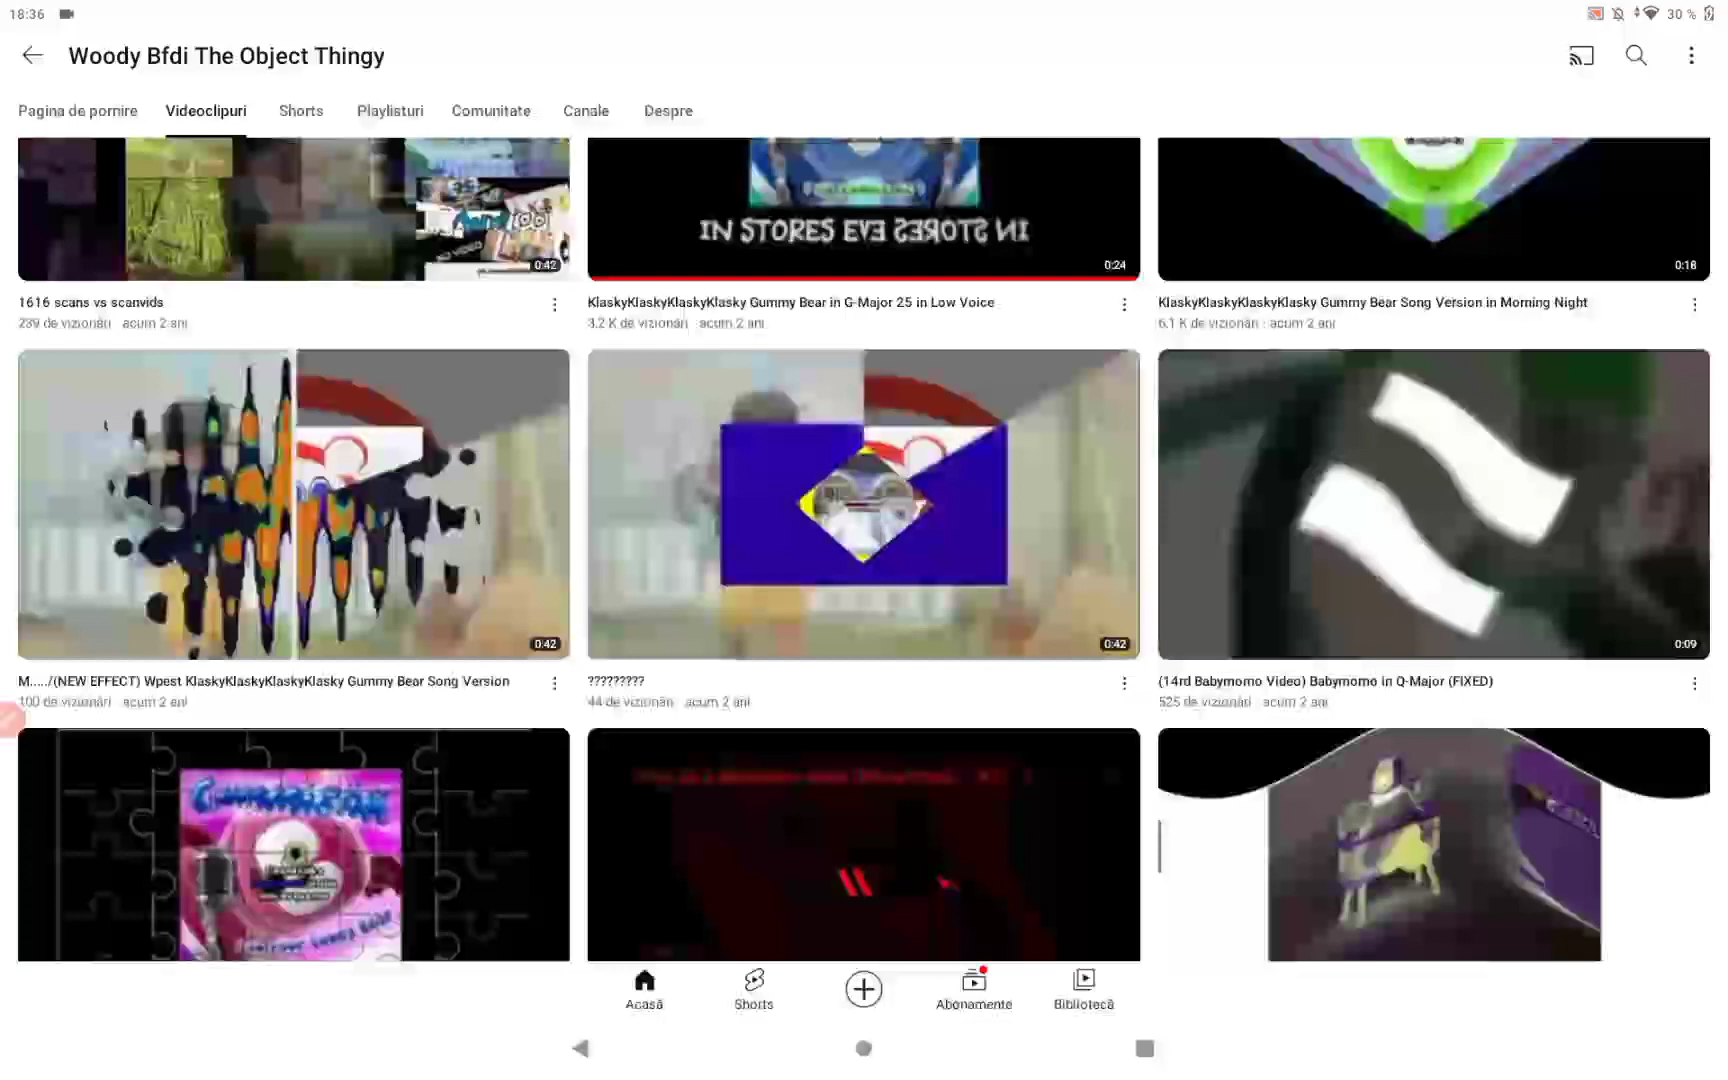 18:36
30 %
Woody Bfdi The Object Thingy
Pagina de pornire Videoclipuri Shorts Playlisturi Comunitate Canale Despre
IN STORES EVE
0:42
0:24
0:18
1616 scans vs scanvids
239 de vizionări acum 2 ani
KlaskyKlaskyKlaskyKlasky Gummy Bear in G-Major 25 in Low Voice
3.2 K de vizionări acum 2 ani
KlaskyKlaskyKlaskyKlasky Gummy Bear Song Version in Morning Night
6.1 K de vizionări acum 2 ani
0:42
0:42
0:09
M...../(NEW EFFECT) Wpest KlaskyKlaskyKlaskyKlasky Gummy Bear Song Version
100 de vizionări acum 2 ani
?????????
44 de vizionări acum 2 ani
(14rd Babymomo Video) Babymomo in Q-Major (FIXED)
525 de vizionări acum 2 ani
Acasă Shorts Abonamente Bibliotecă